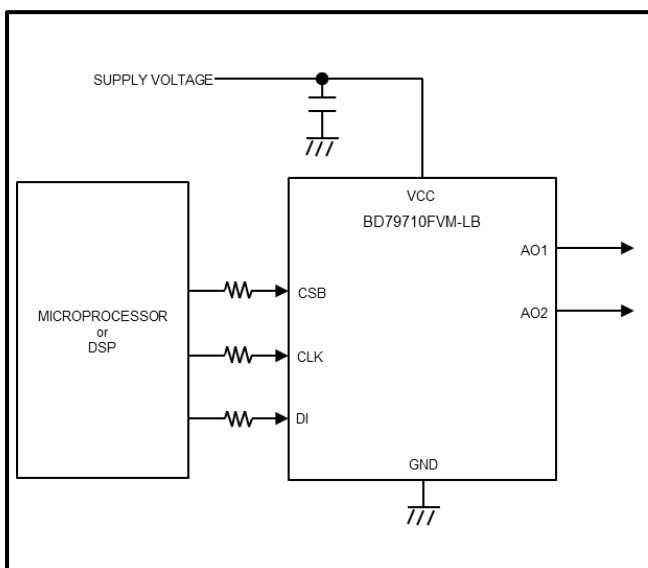 SUPPLY VOLTAGE
VCC
BD79710FVM-LB
AO1
CSB
AO2
MICROPROCESSOR
or
DSP
CLK
DI
GND